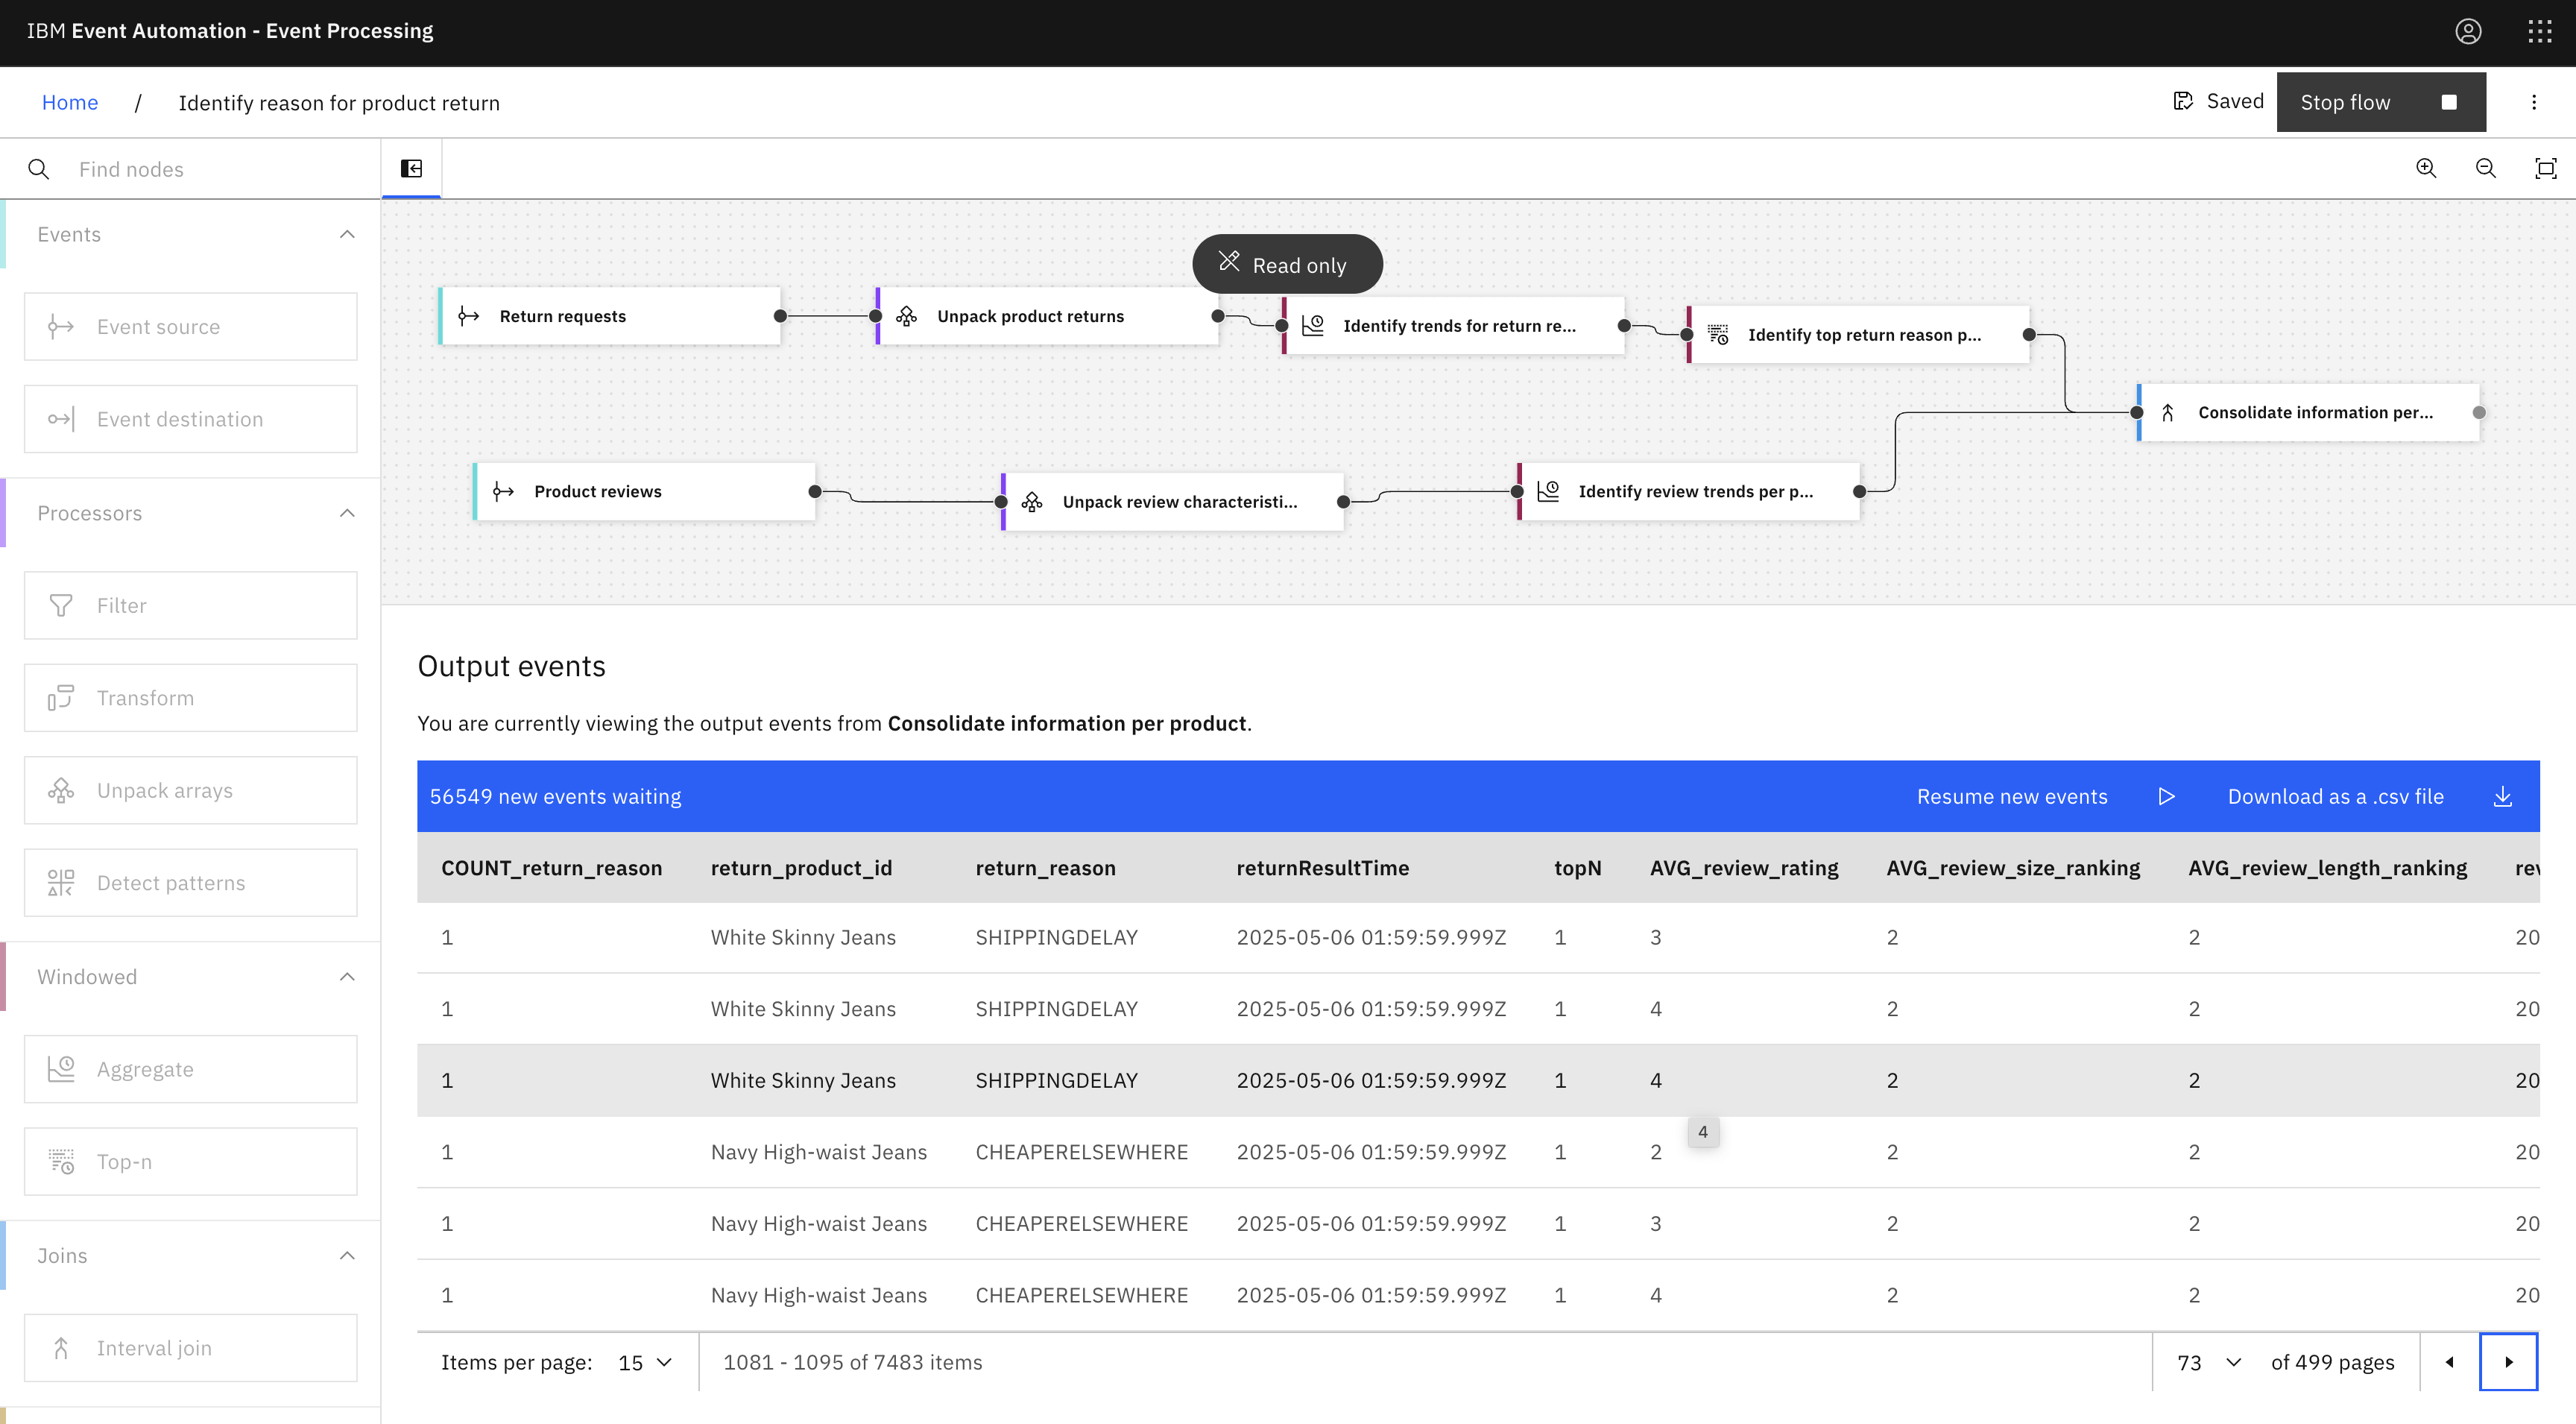 IBM Event Automation - Event Processing
Home / Identify reason for product return
Saved
Stop flow
Find nodes
Events
Event source
Event destination
Processors
Filter
Transform
Unpack arrays
Detect patterns
Windowed
Aggregate
Top-n
Joins
Interval join
Read only
Return requests
Unpack product returns
Identify trends for return re...
Identify top return reason p...
Consolidate information per...
Product reviews
Unpack review characteristi...
Identify review trends per p...
Output events
You are currently viewing the output events from Consolidate information per product.
56549 new events waiting
Resume new events
Download as a .csv file
COUNT_return_reason return_product_id return_reason returnResultTime topN AVG_review_rating AVG_review_size_ranking AVG_review_length_ranking rev
1 White Skinny Jeans SHIPPINGDELAY 2025-05-06 01:59:59.999Z 1 3 2 2 20
1 White Skinny Jeans SHIPPINGDELAY 2025-05-06 01:59:59.999Z 1 4 2 2 20
1 White Skinny Jeans SHIPPINGDELAY 2025-05-06 01:59:59.999Z 1 4 2 2 20
4
1 Navy High-waist Jeans CHEAPERELSEWHERE 2025-05-06 01:59:59.999Z 1 2 2 2 20
1 Navy High-waist Jeans CHEAPERELSEWHERE 2025-05-06 01:59:59.999Z 1 3 2 2 20
1 Navy High-waist Jeans CHEAPERELSEWHERE 2025-05-06 01:59:59.999Z 1 4 2 2 20
Items per page: 15 1081 - 1095 of 7483 items 73 of 499 pages